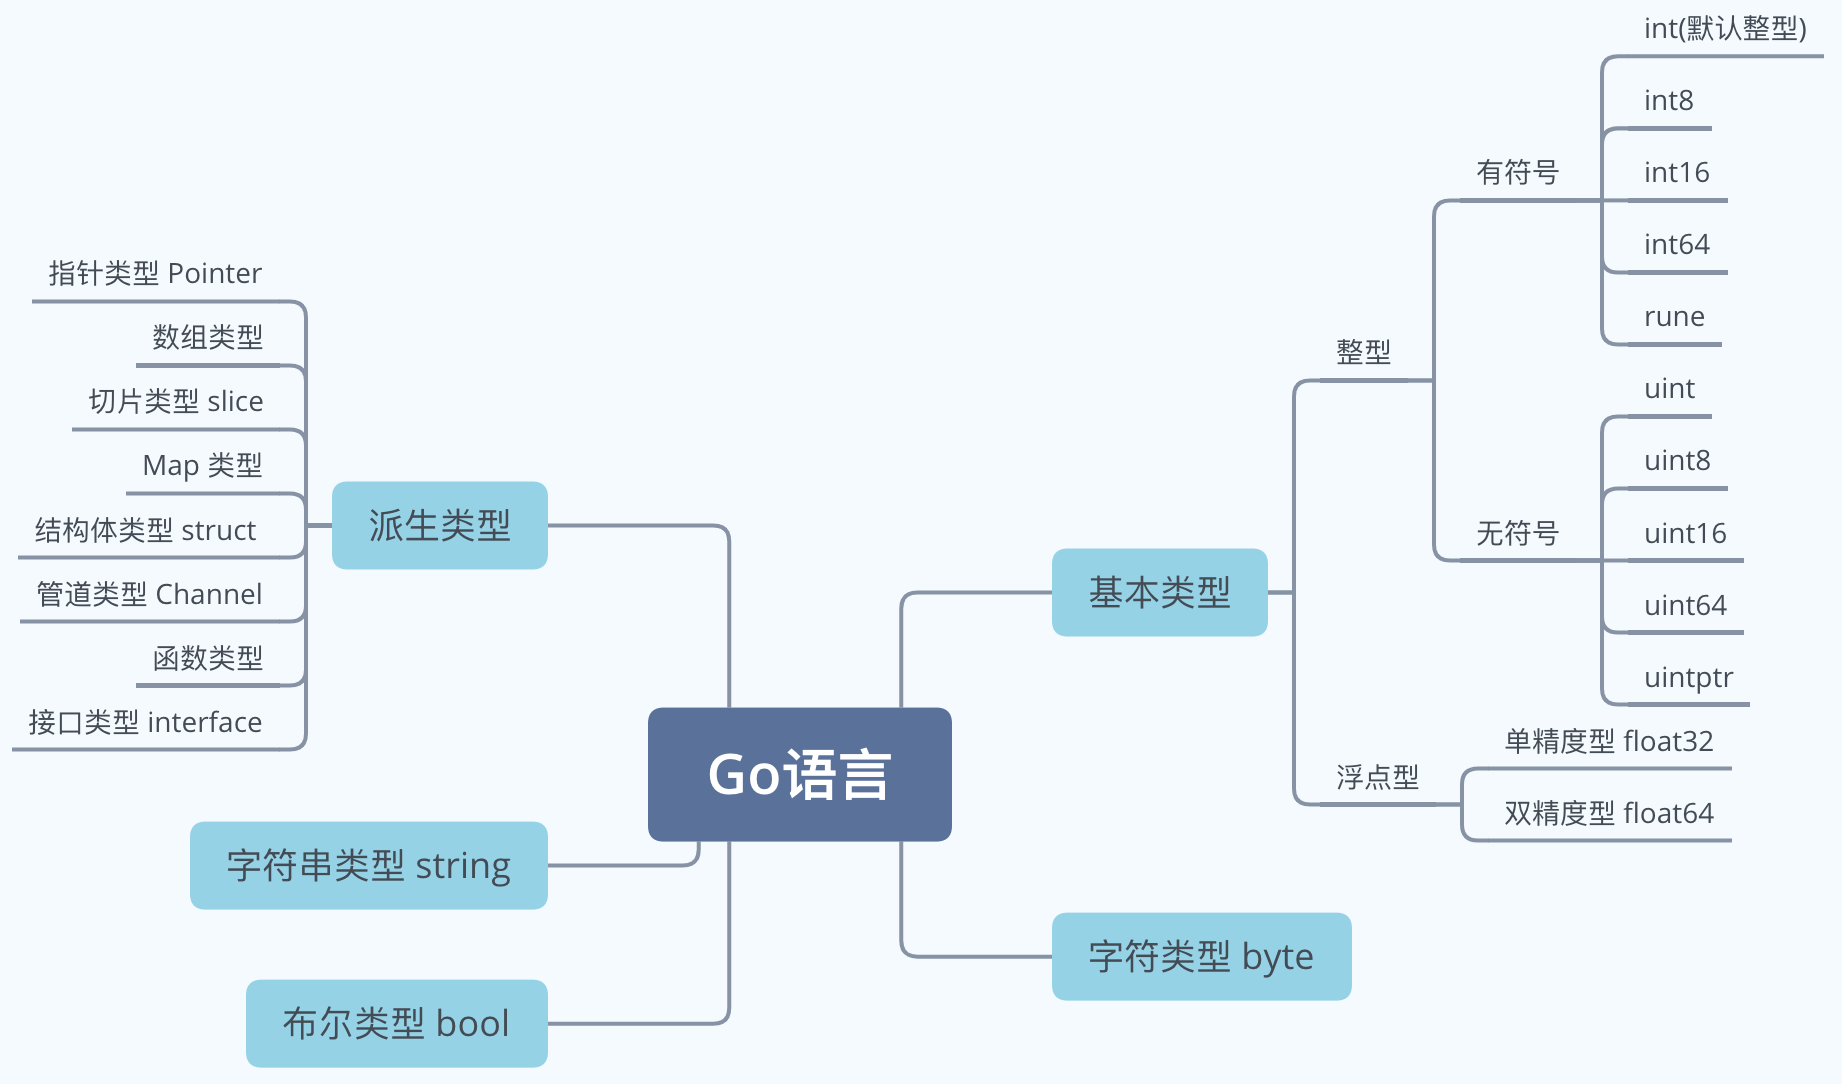 Go语言
基本类型
整型
有符号
int(默认整型)
int8
int16
int64
rune
无符号
uint
uint8
uint16
uint64
uintptr
浮点型
单精度型 float32
双精度型 float64
字符类型 byte
派生类型
指针类型 Pointer
数组类型
切片类型 slice
Map 类型
结构体类型 struct
管道类型 Channel
函数类型
接口类型 interface
字符串类型 string
布尔类型 bool